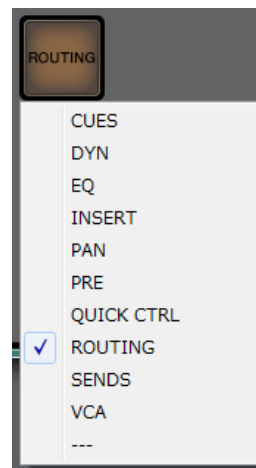 ROUTING
CUES
DYN
EQ
INSERT
PAN
PRE
QUICK CTRL
ROUTING
SENDS
VCA
---